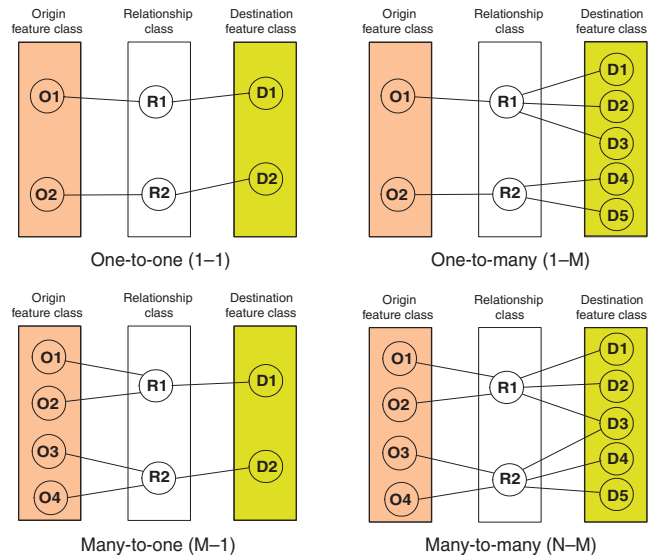 Origin
feature class
Relationship
class
Destination
feature class
O1
R1
D1
O2
R2
D2
One-to-one (1–1)
Origin
feature class
Relationship
class
Destination
feature class
O1
R1
D1
D2
D3
O2
R2
D4
D5
One-to-many (1–M)
Origin
feature class
Relationship
class
Destination
feature class
O1
O2
R1
D1
O3
O4
R2
D2
Many-to-one (M–1)
Origin
feature class
Relationship
class
Destination
feature class
O1
O2
R1
D1
D2
D3
O3
O4
R2
D4
D5
Many-to-many (N–M)